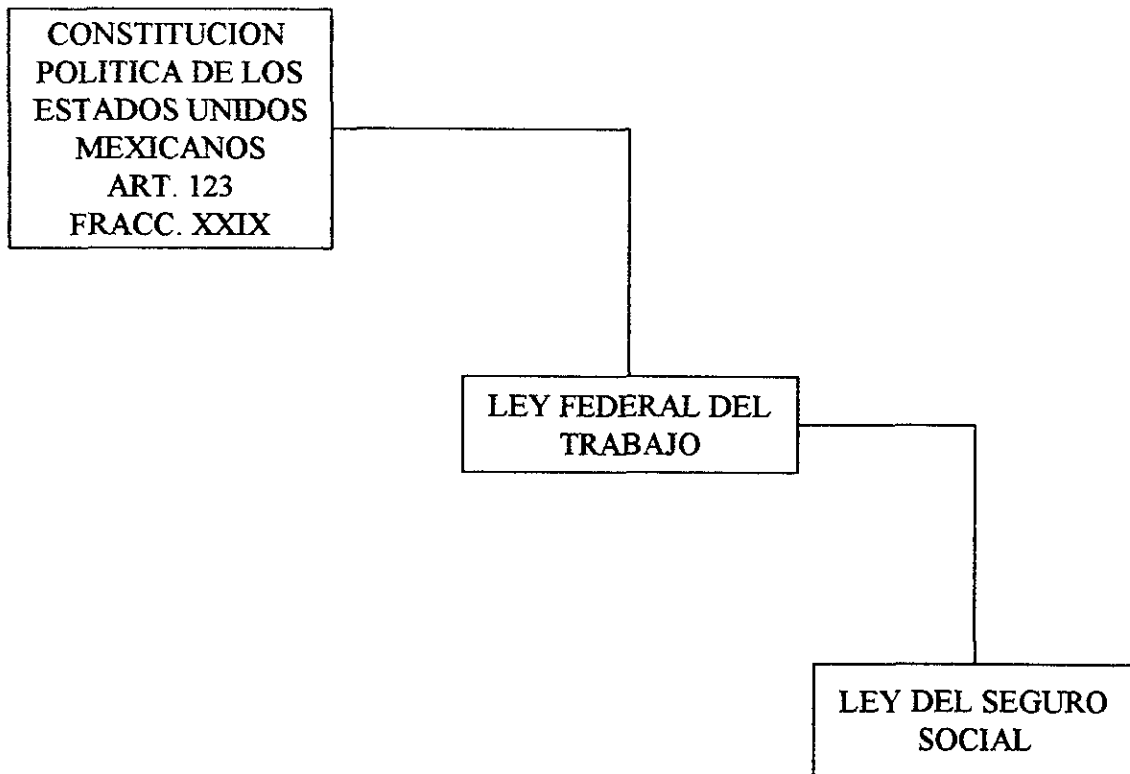 CONSTITUCION
POLITICA DE LOS
ESTADOS UNIDOS
MEXICANOS
ART. 123
FRACC. XXIX
LEY FEDERAL DEL
TRABAJO
LEY DEL SEGURO
SOCIAL